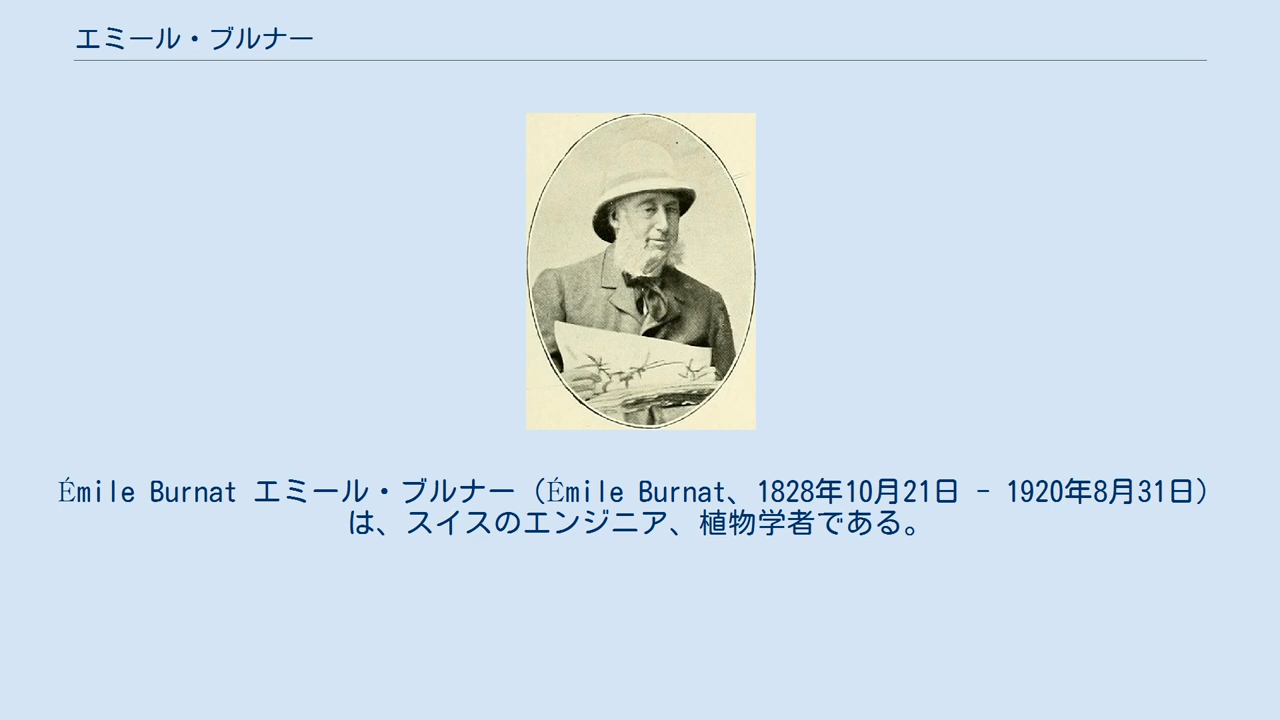 エミール・ブルナー
Émile Burnat エミール・ブルナー（Émile Burnat、1828年10月21日 - 1920年8月31日）
は、スイスのエンジニア、植物学者である。